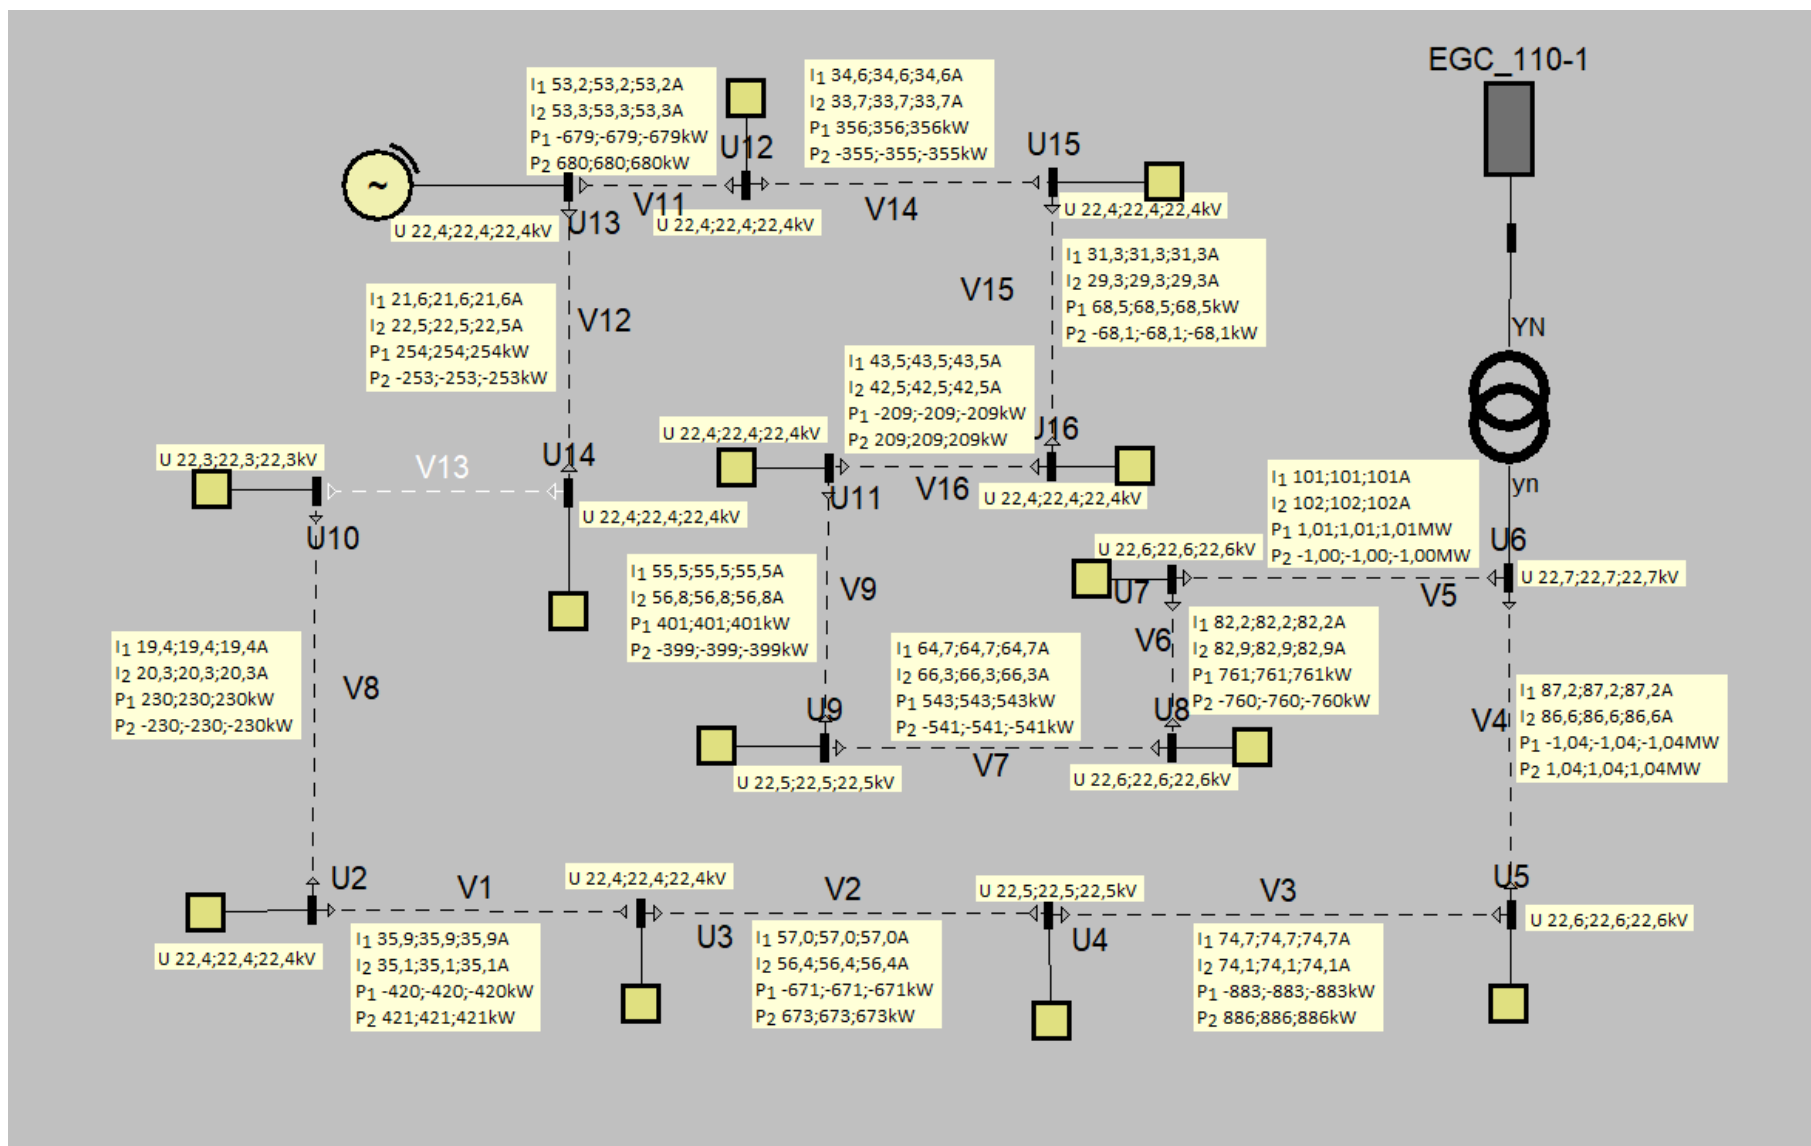 EGC_110-1
I1 53,2;53,2;53,2A
I2 53,3;53,3;53,3A
P1 -679;-679;-679kW
P2 680;680;680kW
I1 34,6;34,6;34,6A
I2 33,7;33,7;33,7A
P1 356;356;356kW
P2 -355;-355;-355kW
U12
U15
~
V11
V14
U13
U 22,4;22,4;22,4kV
U 22,4;22,4;22,4kV
U 22,4;22,4;22,4kV
I1 31,3;31,3;31,3A
I2 29,3;29,3;29,3A
P1 68,5;68,5;68,5kW
P2 -68,1;-68,1;-68,1kW
V15
I1 21,6;21,6;21,6A
I2 22,5;22,5;22,5A
P1 254;254;254kW
P2 -253;-253;-253kW
V12
YN
I1 43,5;43,5;43,5A
I2 42,5;42,5;42,5A
P1 -209;-209;-209kW
P2 209;209;209kW
U 22,4;22,4;22,4kV
U16
U 22,3;22,3;22,3kV
V13
U14
U11
V16
U 22,4;22,4;22,4kV
I1 101;101;101A
I2 102;102;102A
P1 1,01;1,01;1,01MW
P2 -1,00;-1,00;-1,00MW
yn
U 22,4;22,4;22,4kV
U10
U6
U 22,6;22,6;22,6kV
U7
V5
U 22,7;22,7;22,7kV
I1 55,5;55,5;55,5A
I2 56,8;56,8;56,8A
P1 401;401;401kW
P2 -399;-399;-399kW
V9
V6
I1 82,2;82,2;82,2A
I2 82,9;82,9;82,9A
P1 761;761;761kW
P2 -760;-760;-760kW
I1 19,4;19,4;19,4A
I2 20,3;20,3;20,3A
P1 230;230;230kW
P2 -230;-230;-230kW
V8
I1 64,7;64,7;64,7A
I2 66,3;66,3;66,3A
P1 543;543;543kW
P2 -541;-541;-541kW
U9
U8
V7
U 22,5;22,5;22,5kV
U 22,6;22,6;22,6kV
V4
I1 87,2;87,2;87,2A
I2 86,6;86,6;86,6A
P1 -1,04;-1,04;-1,04MW
P2 1,04;1,04;1,04MW
U2
V1
U 22,4;22,4;22,4kV
V2
U 22,5;22,5;22,5kV
V3
U5
U 22,6;22,6;22,6kV
U3
U4
U 22,4;22,4;22,4kV
I1 35,9;35,9;35,9A
I2 35,1;35,1;35,1A
P1 -420;-420;-420kW
P2 421;421;421kW
I1 57,0;57,0;57,0A
I2 56,4;56,4;56,4A
P1 -671;-671;-671kW
P2 673;673;673kW
I1 74,7;74,7;74,7A
I2 74,1;74,1;74,1A
P1 -883;-883;-883kW
P2 886;886;886kW